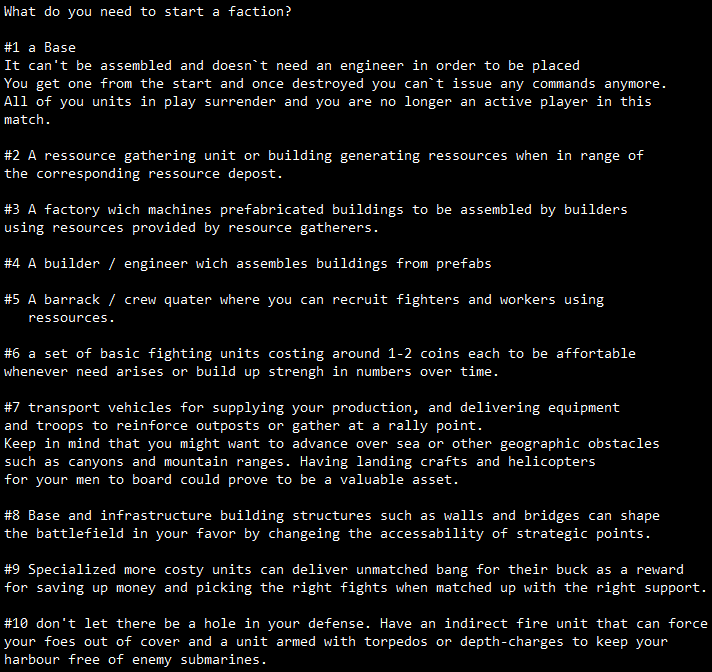 What do you need to start a faction?
#1 a Base
It can't be assembled and doesn`t need an engineer in order to be placed
You get one from the start and once destroyed you can`t issue any commands anymore.
All of you units in play surrender and you are no longer an active player in this
match.
#2 A ressource gathering unit or building generating ressources when in range of
the corresponding ressource depost.
#3 A factory wich machines prefabricated buildings to be assembled by builders
using resources provided by resource gatherers.
#4 A builder / engineer wich assembles buildings from prefabs
#5 A barrack / crew quater where you can recruit fighters and workers using
ressources.
#6 a set of basic fighting units costing around 1-2 coins each to be affortable
whenever need arises or build up strengh in numbers over time.
#7 transport vehicles for supplying your production, and delivering equipment
and troops to reinforce outposts or gather at a rally point.
Keep in mind that you might want to advance over sea or other geographic obstacles
such as canyons and mountain ranges. Having landing crafts and helicopters
for your men to board could prove to be a valuable asset.
#8 Base and infrastructure building structures such as walls and bridges can shape
the battlefield in your favor by changeing the accessability of strategic points.
#9 Specialized more costy units can deliver unmatched bang for their buck as a reward
for saving up money and picking the right fights when matched up with the right support.
#10 don't let there be a hole in your defense. Have an indirect fire unit that can force
your foes out of cover and a unit armed with torpedos or depth-charges to keep your
harbour free of enemy submarines.